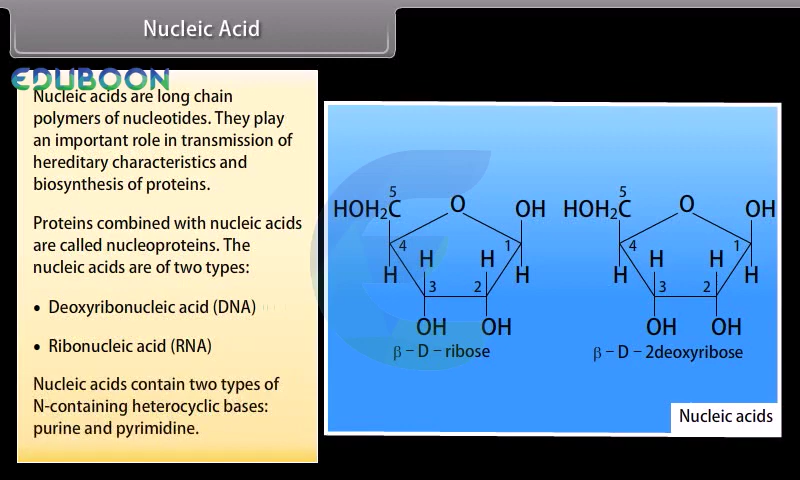 Nucleic Acid
EDUBOON
Nucleic acids are long chain
polymers of nucleotides. They play
an important role in transmission of
hereditary characteristics and
biosynthesis of proteins.
Proteins combined with nucleic acids
are called nucleoproteins. The
nucleic acids are of two types:
• Deoxyribonucleic acid (DNA)
• Ribonucleic acid (RNA)
Nucleic acids contain two types of
N-containing heterocyclic bases:
purine and pyrimidine.
5
HOH₂C O OH
4 1
H H H H
3 2
OH OH
β – D – ribose
5
HOH₂C O OH
4 1
H H H H
3 2
OH OH
β – D – 2deoxyribose
Nucleic acids